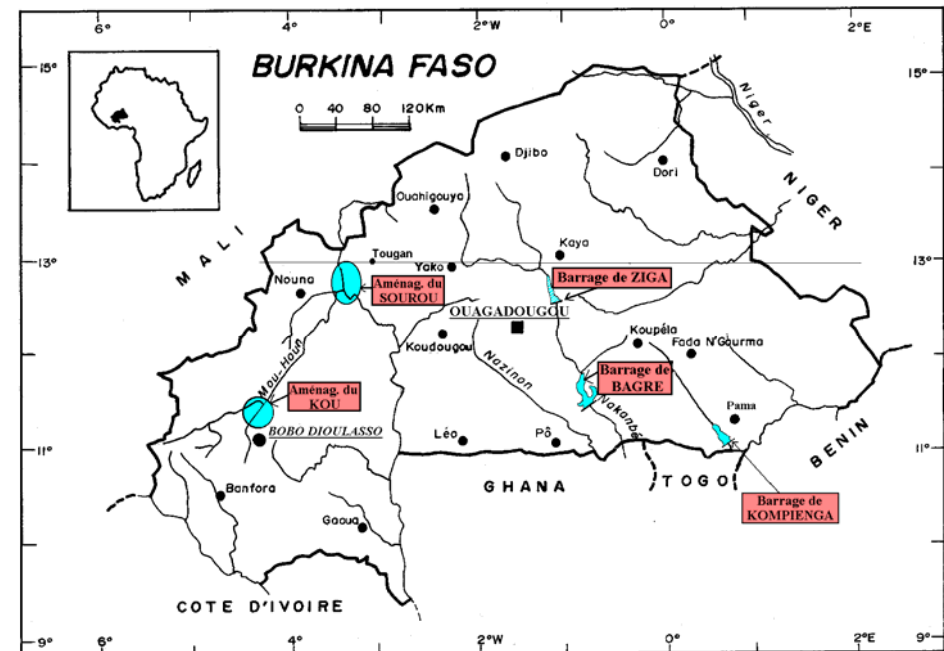 6°
4°
2°
0°
2°E
15°
15°
BURKINA FASO
0 40 80 120Km
Niger
Djibo
Dori
Ouahigouya
NIGER
MALI
Kaya
13°
Tougan
13°
Yako
Barrage de ZIGA
Nouna
Aménag. du
SOUROU
OUAGADOUGOU
Koudougou
Koupéla
Fada N'Gourma
Mou-Houn
Nazinon
Barrage de
BAGRE
Aménag. du
KOU
Nakanbé
Pama
BOBO DIOULASSO
Léo
Pô
BENIN
11°
11°
GHANA
TOGO
Banfora
Barrage de
KOMPIENGA
Gaoua
COTE D'IVOIRE
9°
6°
4°
2°W
0°
2°E
9°